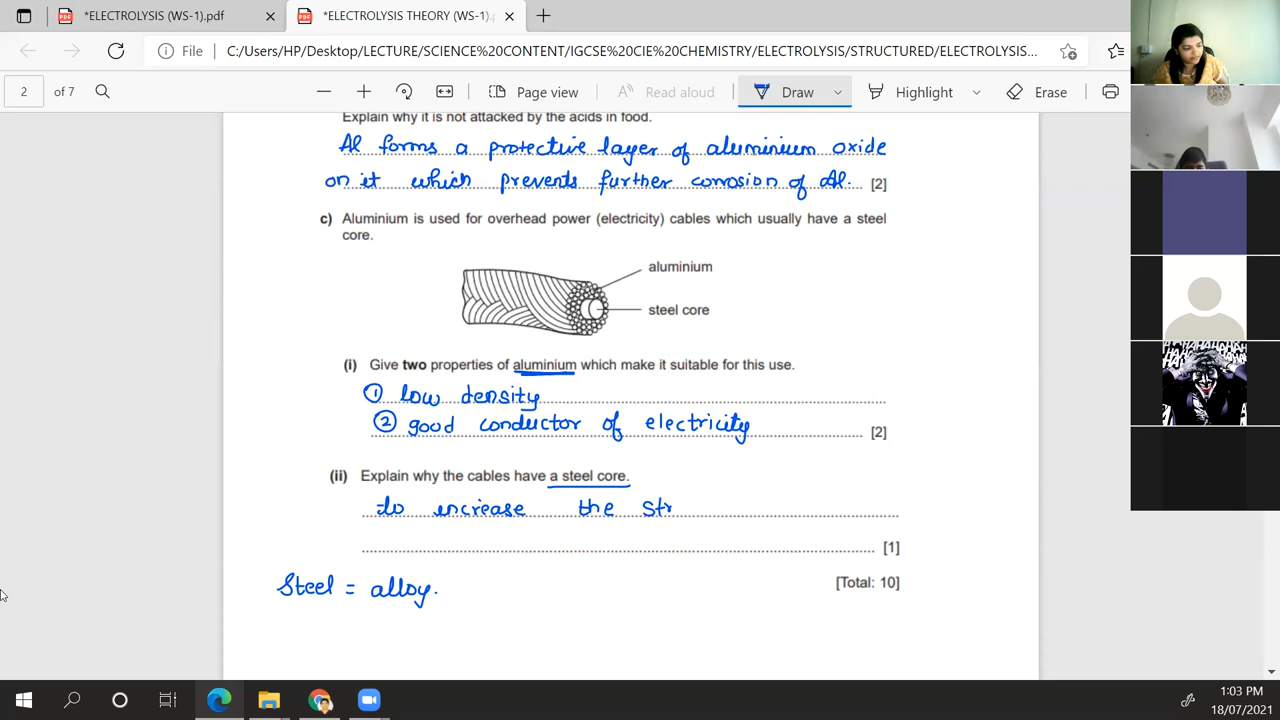 *ELECTROLYSIS (WS-1).pdf
*ELECTROLYSIS THEORY (WS-1).
File
C:/Users/HP/Desktop/LECTURE/SCIENCE%20CONTENT/IGCSE%20CIE%20CHEMISTRY/ELECTROLYSIS/STRUCTURED/ELECTROLYSIS...
2 of 7
Page view
Read aloud
Draw
Highlight
Erase
Explain why it is not attacked by the acids in food.
Al forms a protective layer of aluminium oxide
on it which prevents further corrosion of Al. [2]
c) Aluminium is used for overhead power (electricity) cables which usually have a steel
core.
aluminium
steel core
(i) Give two properties of aluminium which make it suitable for this use.
① low density
② good conductor of electricity [2]
(ii) Explain why the cables have a steel core.
to increase the str
[1]
Steel = alloy.
[Total: 10]
1:03 PM
18/07/2021